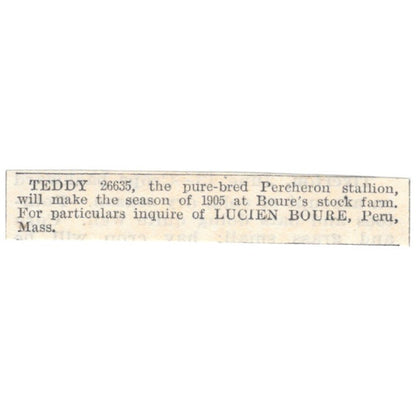 TEDDY 26635, the pure-bred Percheron stallion,
will make the season of 1905 at Boure's stock farm.
For particulars inquire of LUCIEN BOURE, Peru,
Mass.